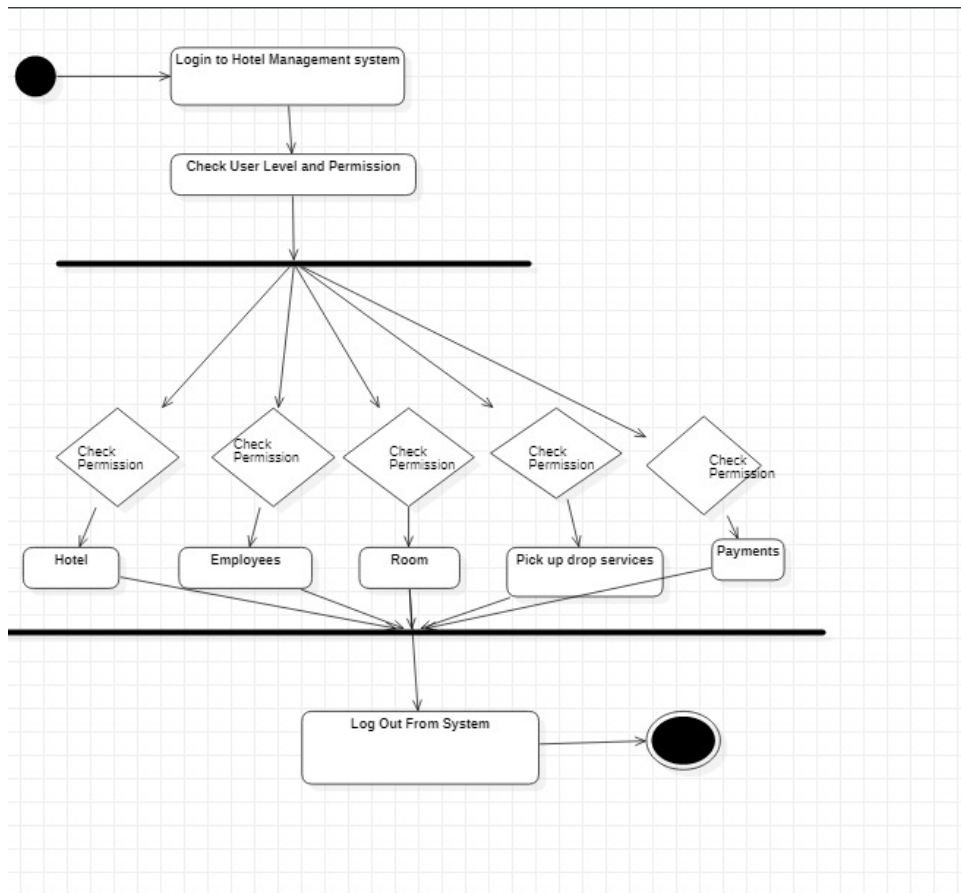 Login to Hotel Management system
Check User Level and Permission
Check
Permission
Check
Permission
Check
Permission
Check
Permission
Check
Permission
Hotel
Employees
Room
Pick up drop services
Payments
Log Out From System